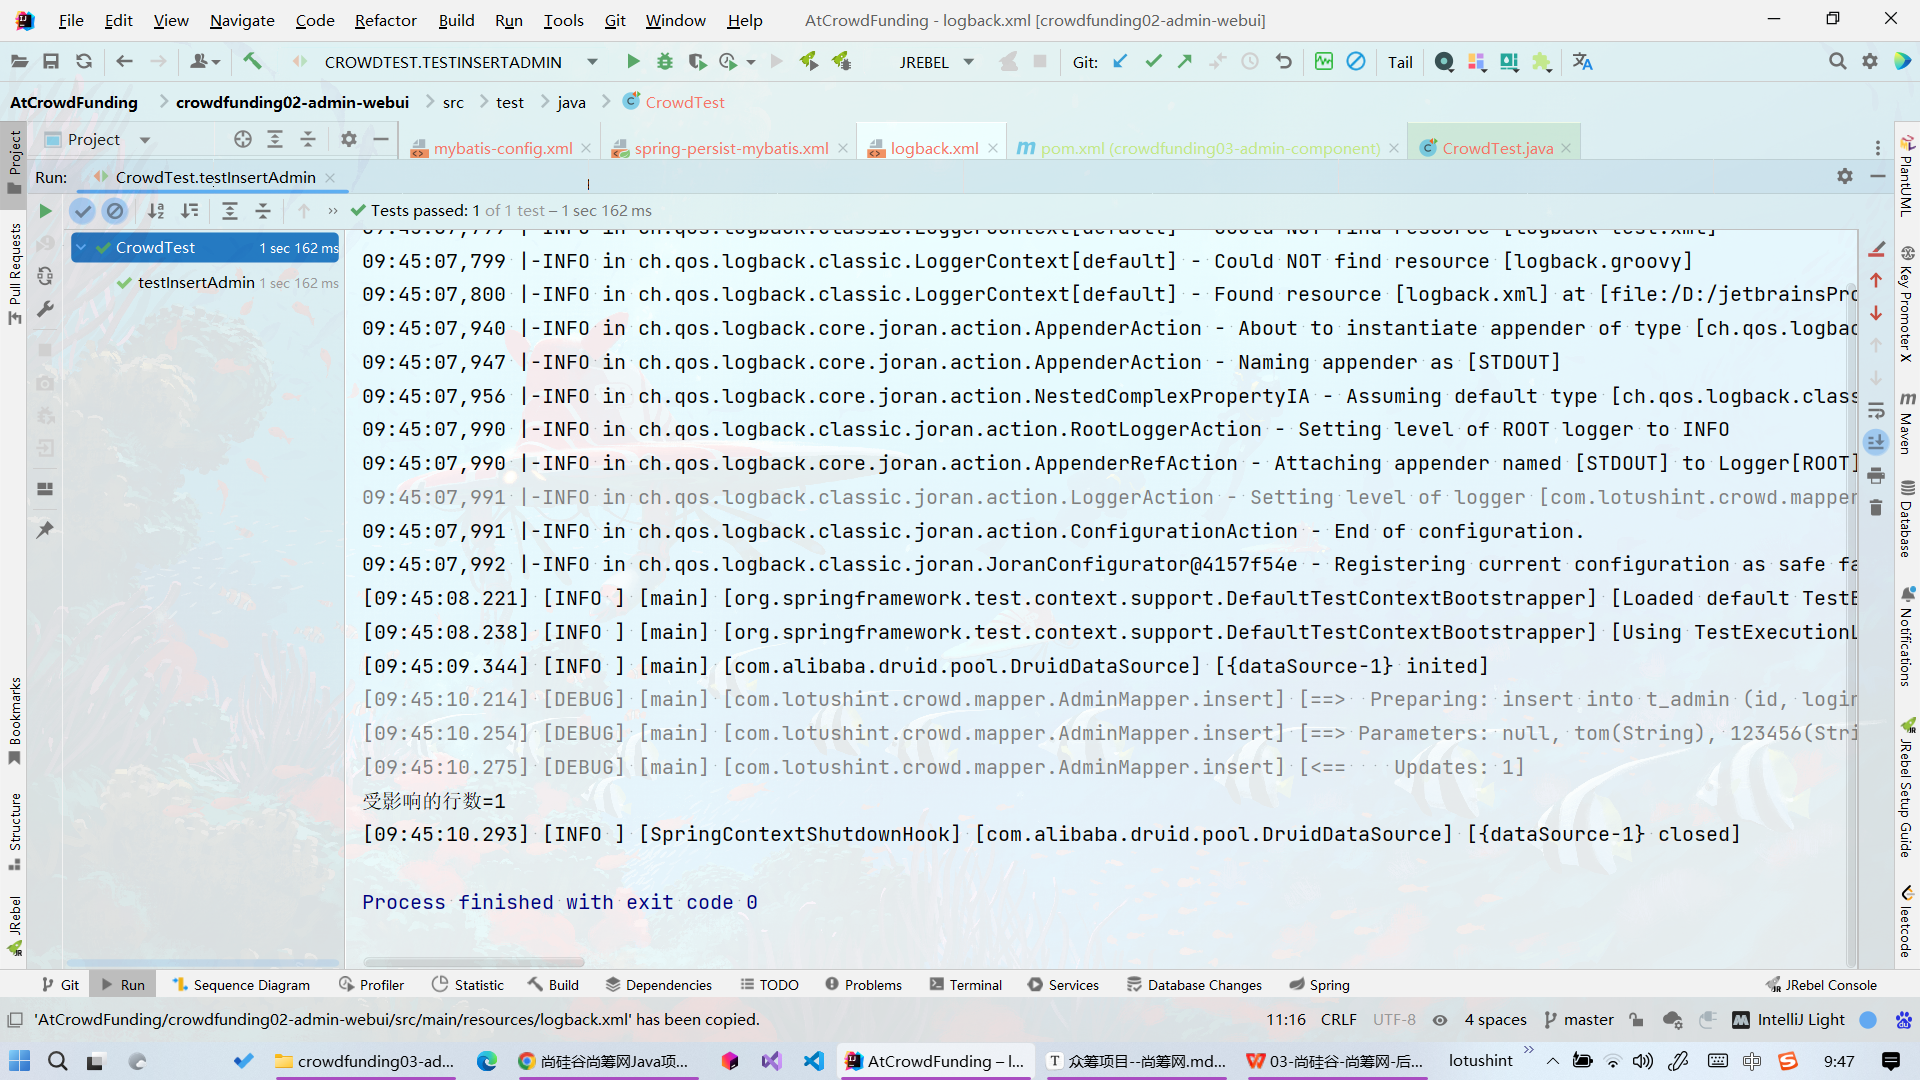 File Edit View Navigate Code Refactor Build Run Tools Git Window Help AtCrowdFunding - logback.xml [crowdfunding02-admin-webui]
CROWDTEST.TESTINSERTADMIN JREBEL Git: Tail
AtCrowdFunding crowdfunding02-admin-webui src test java CrowdTest
Project mybatis-config.xml spring-persist-mybatis.xml logback.xml pom.xml (crowdfunding03-admin-component) CrowdTest.java
Run: CrowdTest.testInsertAdmin
Tests passed: 1 of 1 test – 1 sec 162 ms
CrowdTest 1 sec 162 ms
testInsertAdmin 1 sec 162 ms
09:45:07,799 |-INFO in ch.qos.logback.classic.LoggerContext[default] - Could NOT find resource [logback-test.xml]
09:45:07,799 |-INFO in ch.qos.logback.classic.LoggerContext[default] - Could NOT find resource [logback.groovy]
09:45:07,800 |-INFO in ch.qos.logback.classic.LoggerContext[default] - Found resource [logback.xml] at [file:/D:/jetbrainsPro
09:45:07,940 |-INFO in ch.qos.logback.core.joran.action.AppenderAction - About to instantiate appender of type [ch.qos.logbac
09:45:07,947 |-INFO in ch.qos.logback.core.joran.action.AppenderAction - Naming appender as [STDOUT]
09:45:07,956 |-INFO in ch.qos.logback.core.joran.action.NestedComplexPropertyIA - Assuming default type [ch.qos.logback.class
09:45:07,990 |-INFO in ch.qos.logback.classic.joran.action.RootLoggerAction - Setting level of ROOT logger to INFO
09:45:07,990 |-INFO in ch.qos.logback.core.joran.action.AppenderRefAction - Attaching appender named [STDOUT] to Logger[ROOT]
09:45:07,991 |-INFO in ch.qos.logback.classic.joran.action.LoggerAction - Setting level of logger [com.lotushint.crowd.mapper
09:45:07,991 |-INFO in ch.qos.logback.classic.joran.action.ConfigurationAction - End of configuration.
09:45:07,992 |-INFO in ch.qos.logback.classic.joran.JoranConfigurator@4157f54e - Registering current configuration as safe fa
[09:45:08.221] [INFO ] [main] [org.springframework.test.context.support.DefaultTestContextBootstrapper] [Loaded default TestE
[09:45:08.238] [INFO ] [main] [org.springframework.test.context.support.DefaultTestContextBootstrapper] [Using TestExecutionL
[09:45:09.344] [INFO ] [main] [com.alibaba.druid.pool.DruidDataSource] [{dataSource-1} inited]
[09:45:10.214] [DEBUG] [main] [com.lotushint.crowd.mapper.AdminMapper.insert] [==>  Preparing: insert into t_admin (id, login
[09:45:10.254] [DEBUG] [main] [com.lotushint.crowd.mapper.AdminMapper.insert] [==> Parameters: null, tom(String), 123456(Stri
[09:45:10.275] [DEBUG] [main] [com.lotushint.crowd.mapper.AdminMapper.insert] [<==    Updates: 1]
受影响的行数=1
[09:45:10.293] [INFO ] [SpringContextShutdownHook] [com.alibaba.druid.pool.DruidDataSource] [{dataSource-1} closed]
Process finished with exit code 0
Project
Pull Requests
Bookmarks
Structure
JRebel
PlantUML
Key Promoter X
Maven
Database
Notifications
JRebel Setup Guide
leetcode
Git Run Sequence Diagram Profiler Statistic Build Dependencies TODO Problems Terminal Services Database Changes Spring JRebel Console
'AtCrowdFunding/crowdfunding02-admin-webui/src/main/resources/logback.xml' has been copied. 11:16 CRLF UTF-8 4 spaces master IntelliJ Light
crowdfunding03-ad... 尚硅谷尚筹网Java项... AtCrowdFunding – l... 众筹项目--尚筹网.md... 03-尚硅谷-尚筹网-后... lotushint 中 9:47